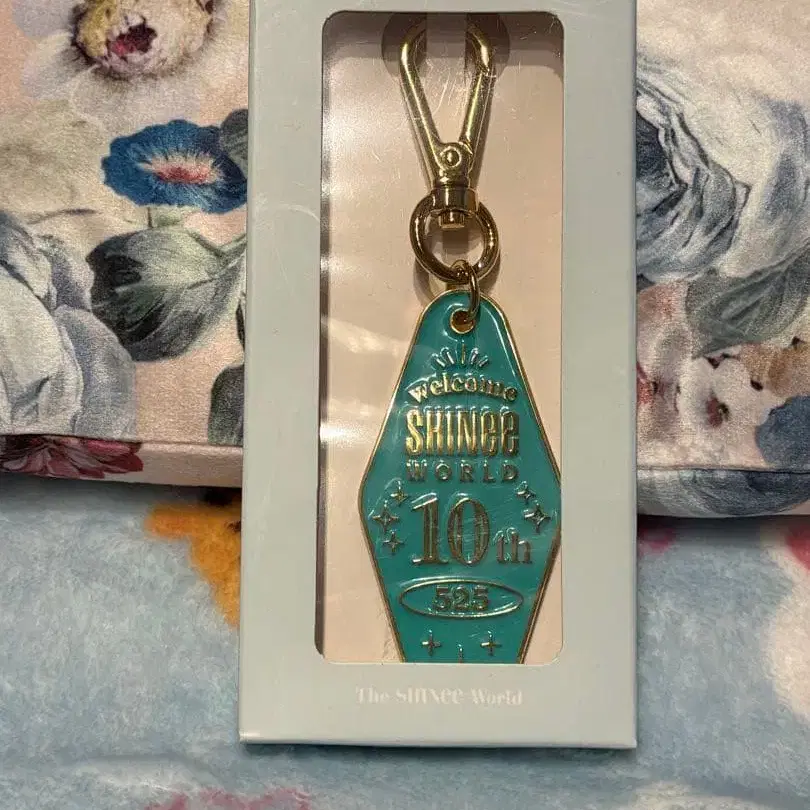 welcome
SHINee
WORLD
10th
525
The SHINee World